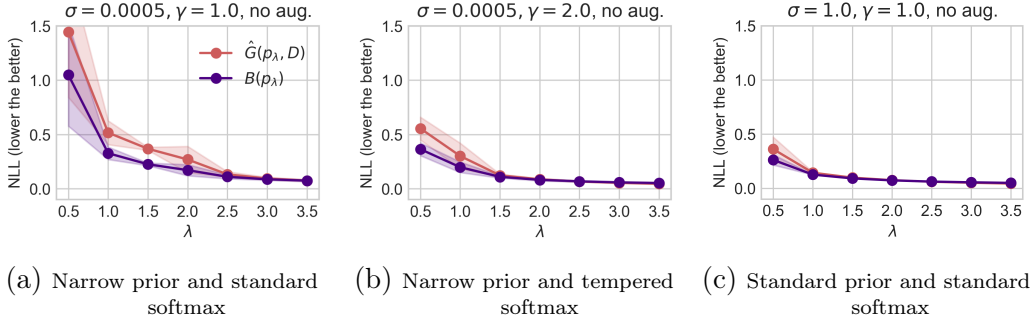 σ = 0.0005, γ = 1.0, no aug.
NLL (lower the better)
1.5
1.0
0.5
0.0
Ĝ(p_λ, D)
B(p_λ)
0.5 1.0 1.5 2.0 2.5 3.0 3.5
λ
(a) Narrow prior and standard
softmax
σ = 0.0005, γ = 2.0, no aug.
NLL (lower the better)
1.5
1.0
0.5
0.0
0.5 1.0 1.5 2.0 2.5 3.0 3.5
λ
(b) Narrow prior and tempered
softmax
σ = 1.0, γ = 1.0, no aug.
NLL (lower the better)
1.5
1.0
0.5
0.0
0.5 1.0 1.5 2.0 2.5 3.0 3.5
λ
(c) Standard prior and standard
softmax